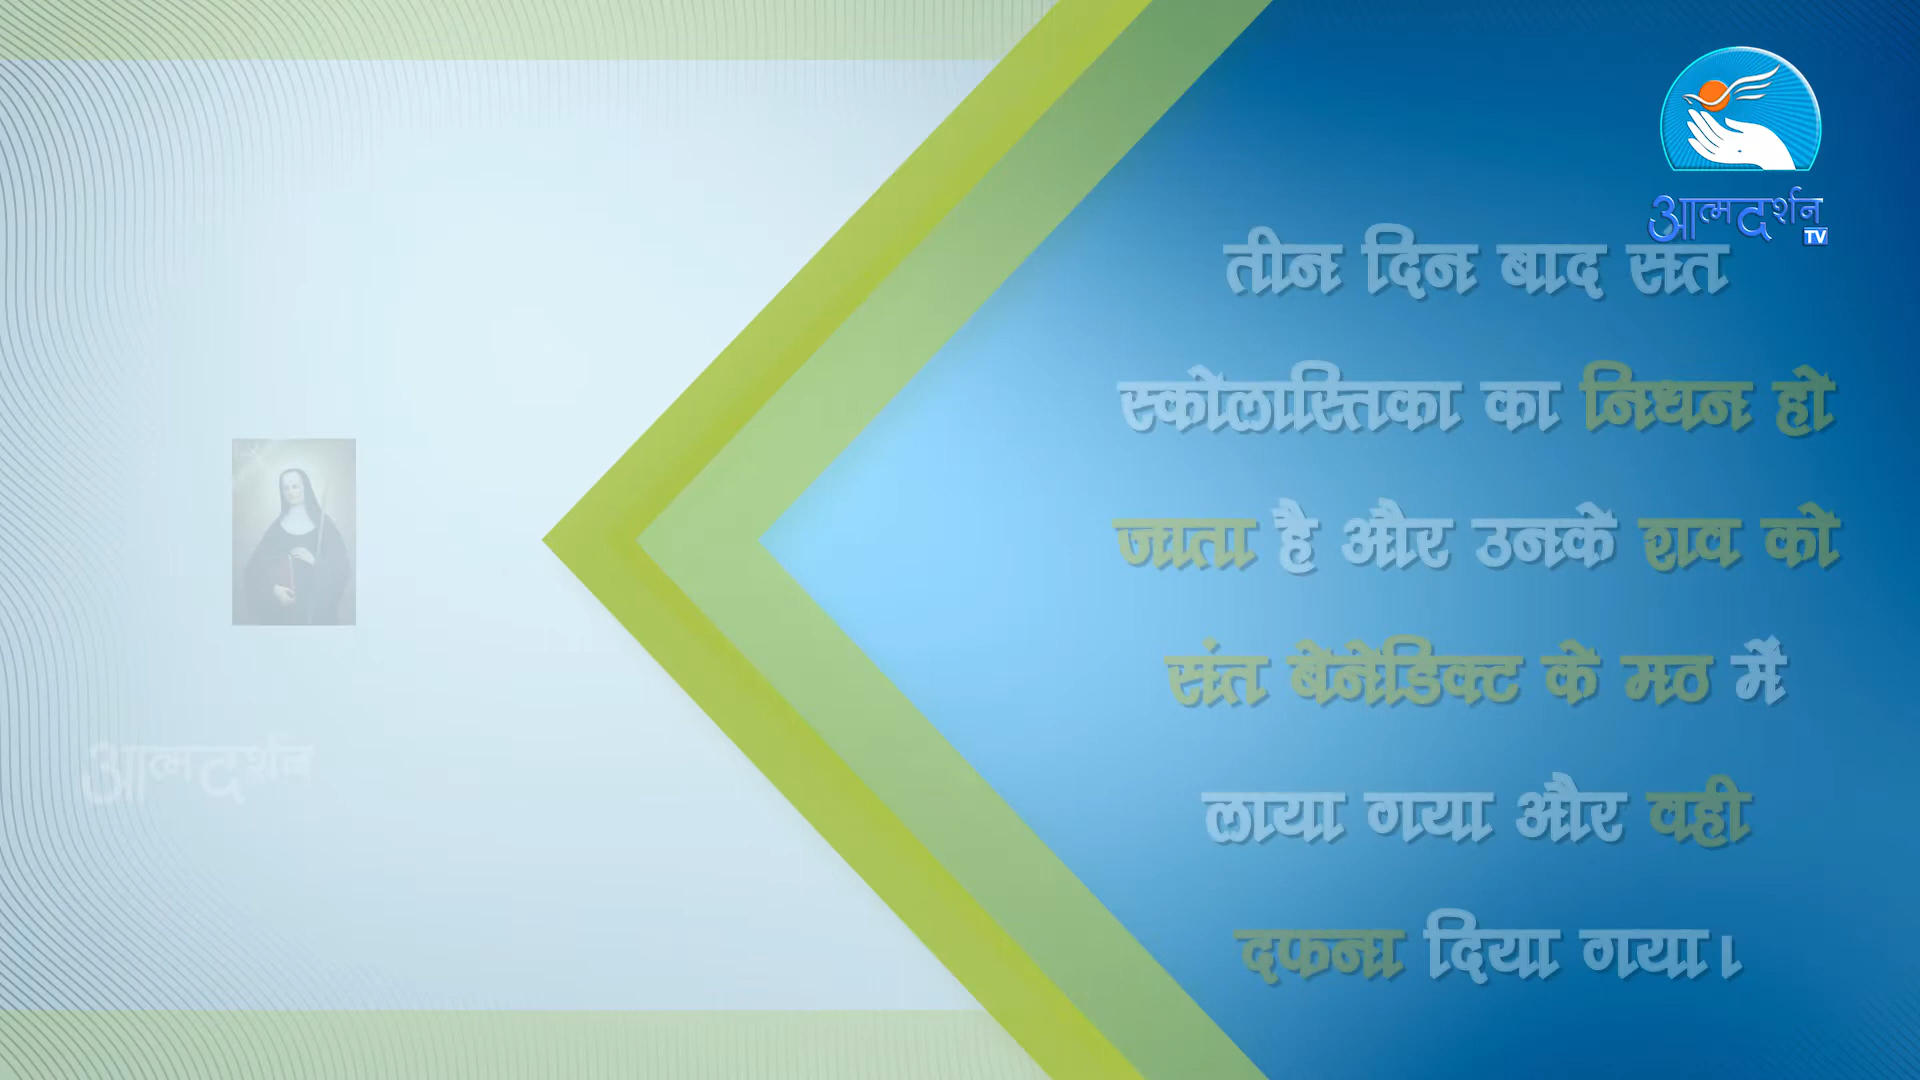 आत्मदर्शन
TV
तीन दिन बाद संत
स्कोलास्तिका का निधन हो
जाता है और उनके शव को
संत बेनेडिक्ट के मठ में
लाया गया और वही
दफना दिया गया।
आत्मदर्शन